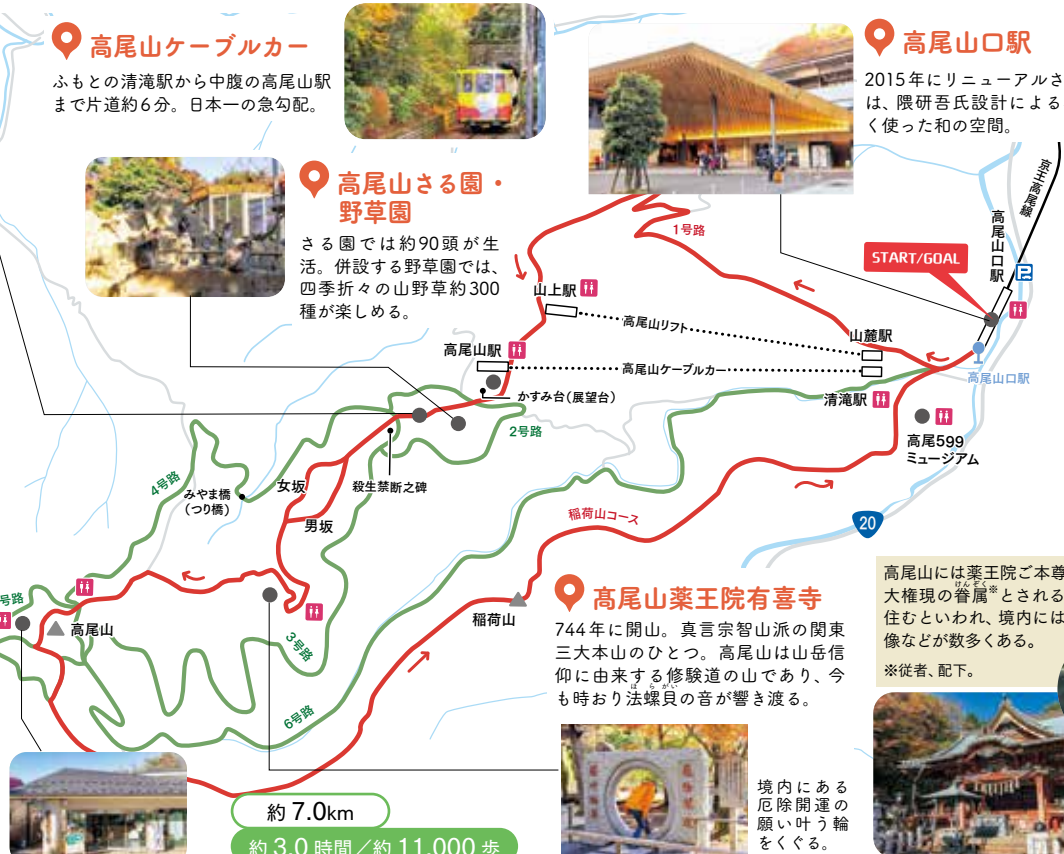 高尾山ケーブルカー
ふもとの清滝駅から中腹の高尾山駅
まで片道約6分。日本一の急勾配。
高尾山口駅
2015年にリニューアルさ
は、隈研吾氏設計による
く使った和の空間。
高尾山さる園・
野草園
さる園では約90頭が生
活。併設する野草園では、
四季折々の山野草約300
種が楽しめる。
京王高尾線
高尾山口駅
P
START/GOAL
1号路
山上駅
高尾山リフト
山麓駅
高尾山駅
高尾山ケーブルカー
高尾山口駅
かすみ台(展望台)
清滝駅
2号路
高尾599
ミュージアム
4号路
みやま橋
(つり橋)
女坂
殺生禁断之碑
男坂
稲荷山コース
20
号路
高尾山
稲荷山
3号路
6号路
髙尾山薬王院有喜寺
744年に開山。真言宗智山派の関東
三大本山のひとつ。高尾山は山岳信
仰に由来する修験道の山であり、今
も時おり法螺貝の音が響き渡る。
ほらがい
高尾山には薬王院ご本尊
けんぞく
大権現の眷属※とされる
住むといわれ、境内には
像などが数多くある。
※従者、配下。
境内にある
厄除開運の
願い叶う輪
をくぐる。
約 7.0km
約 3.0 時間／約 11,000 歩